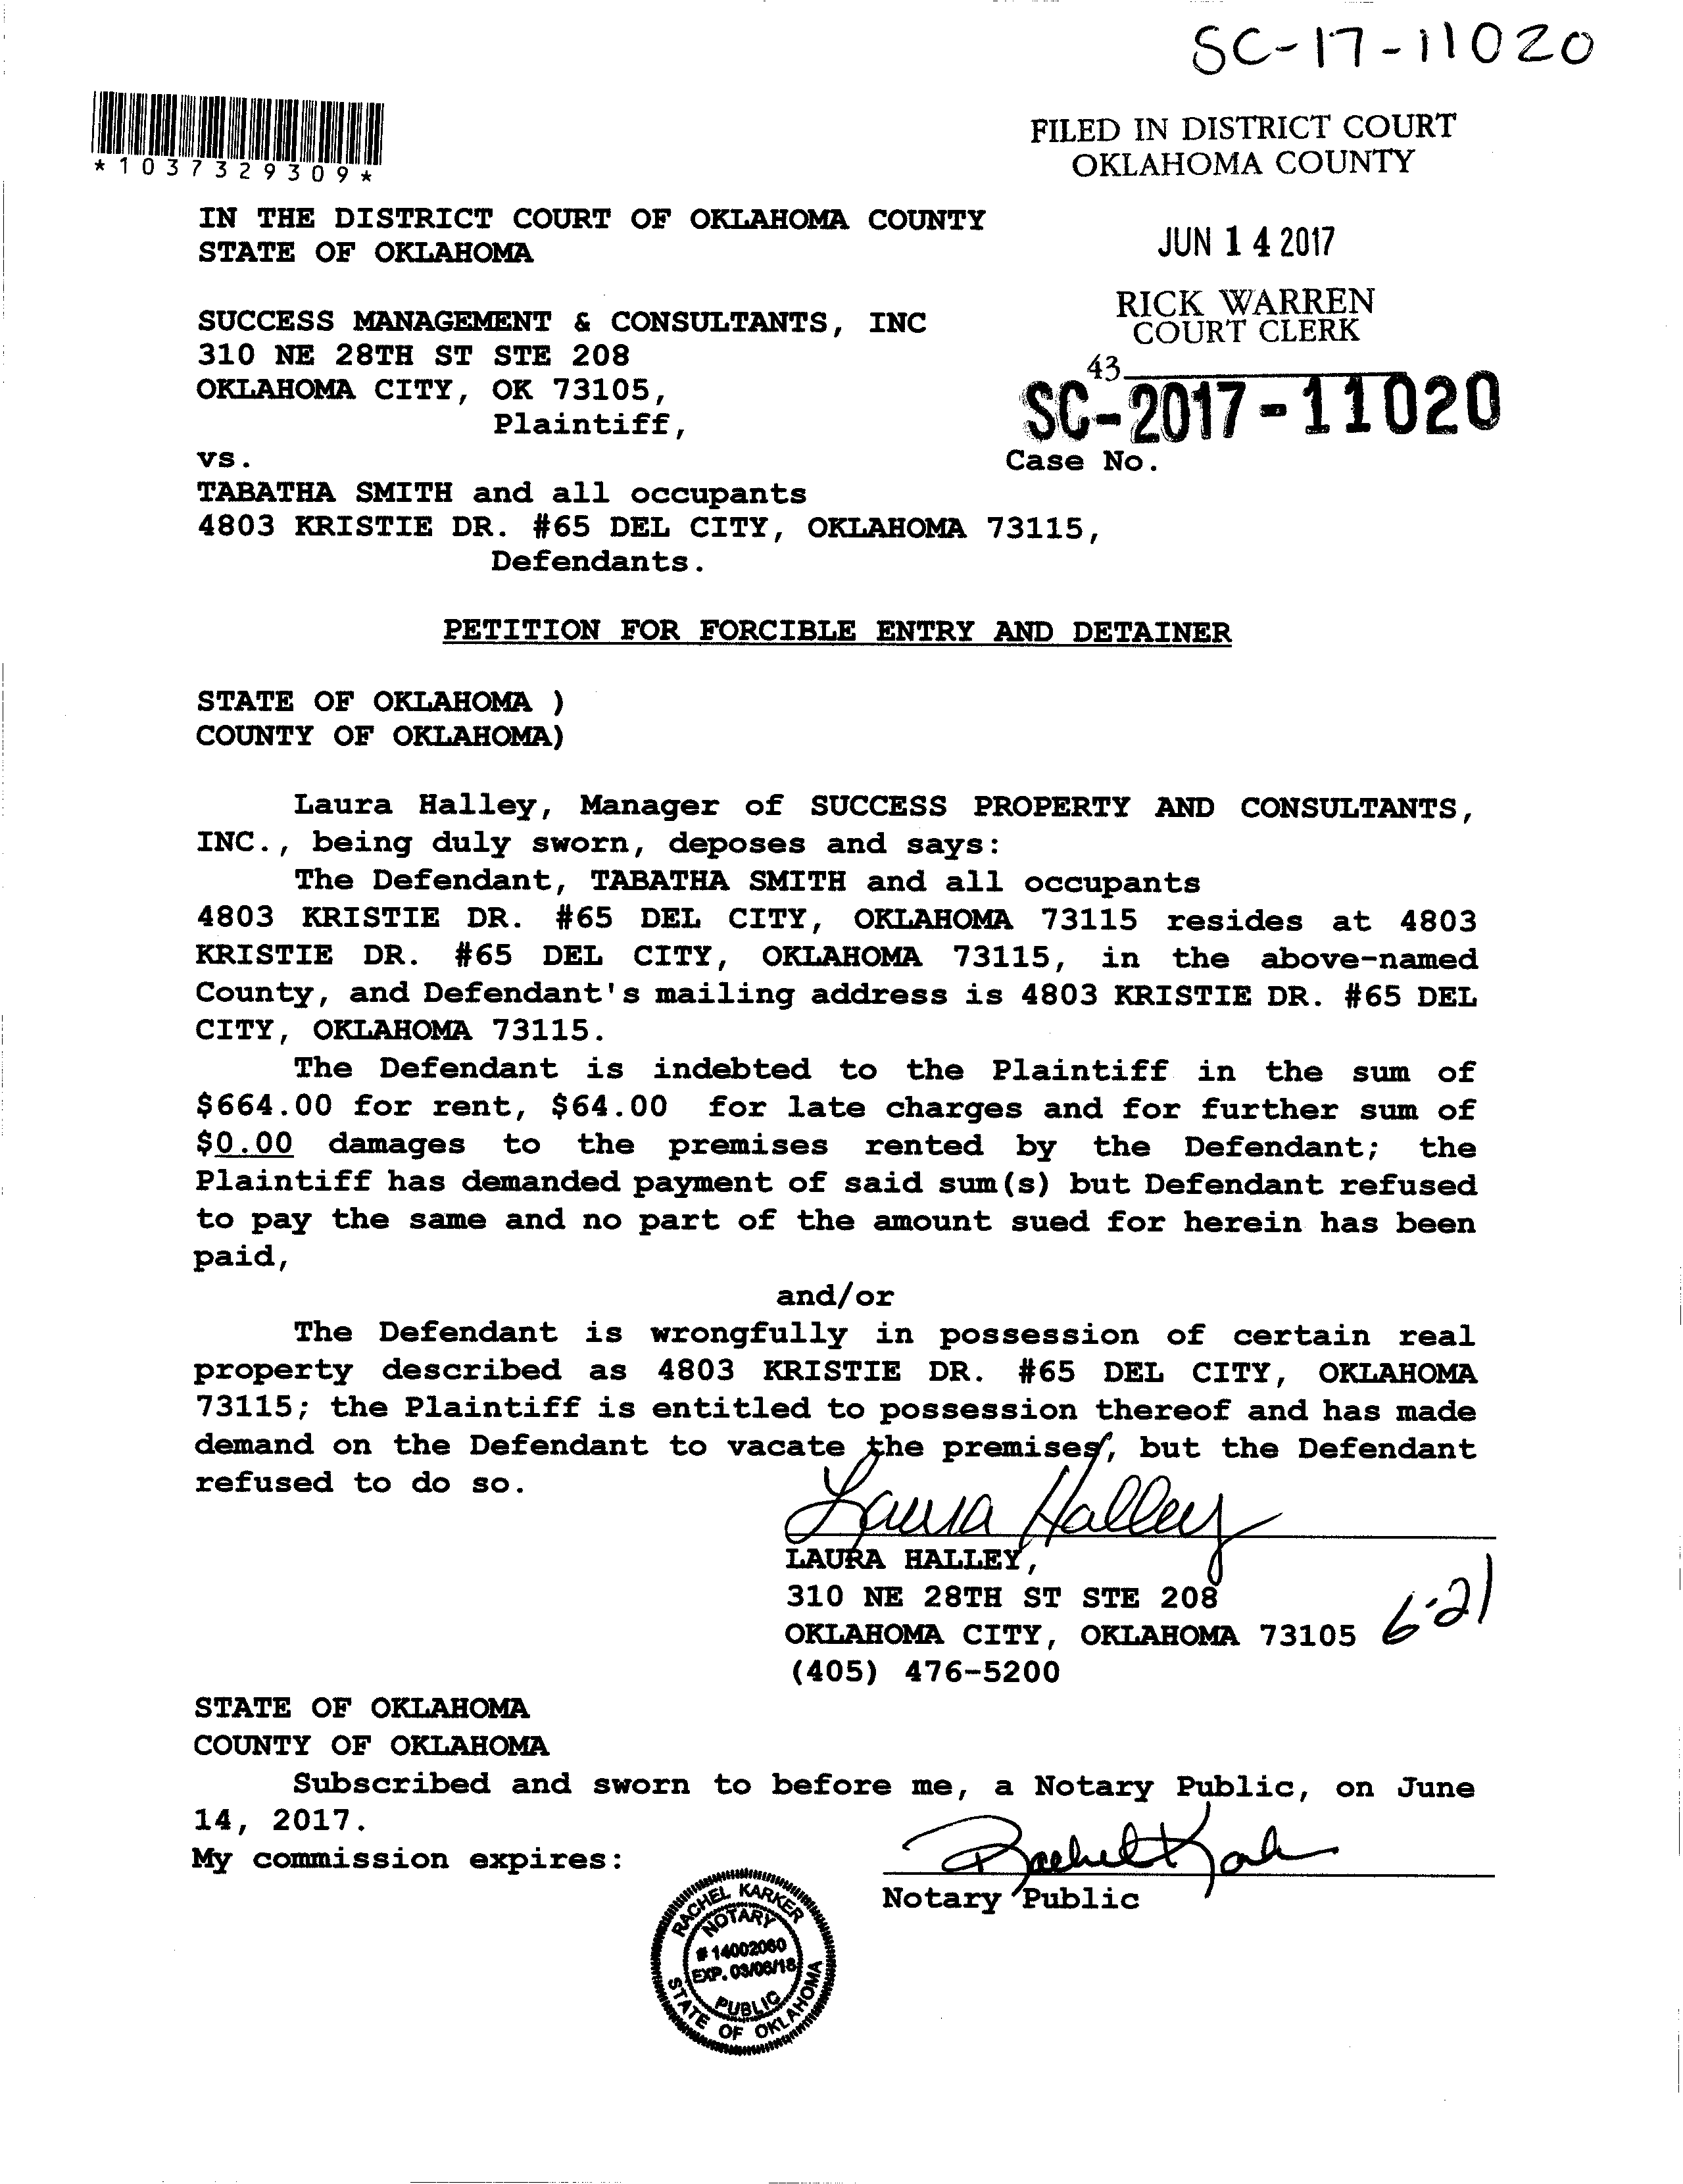 SC-17-11020
*1037329309*
FILED IN DISTRICT COURT
OKLAHOMA COUNTY
IN THE DISTRICT COURT OF OKLAHOMA COUNTY
STATE OF OKLAHOMA
JUN 14 2017
RICK WARREN
COURT CLERK
43
SUCCESS MANAGEMENT & CONSULTANTS, INC
310 NE 28TH ST STE 208
OKLAHOMA CITY, OK 73105,
Plaintiff,
SC-2017-11020
vs.
Case No.
TABATHA SMITH and all occupants
4803 KRISTIE DR. #65 DEL CITY, OKLAHOMA 73115,
Defendants.
PETITION FOR FORCIBLE ENTRY AND DETAINER
STATE OF OKLAHOMA )
COUNTY OF OKLAHOMA)
Laura Halley, Manager of SUCCESS PROPERTY AND CONSULTANTS,
INC., being duly sworn, deposes and says:
The Defendant, TABATHA SMITH and all occupants
4803 KRISTIE DR. #65 DEL CITY, OKLAHOMA 73115 resides at 4803
KRISTIE DR. #65 DEL CITY, OKLAHOMA 73115, in the above-named
County, and Defendant's mailing address is 4803 KRISTIE DR. #65 DEL
CITY, OKLAHOMA 73115.
The Defendant is indebted to the Plaintiff in the sum of
$664.00 for rent, $64.00 for late charges and for further sum of
$0.00 damages to the premises rented by the Defendant; the
Plaintiff has demanded payment of said sum(s) but Defendant refused
to pay the same and no part of the amount sued for herein has been
paid,
and/or
The Defendant is wrongfully in possession of certain real
property described as 4803 KRISTIE DR. #65 DEL CITY, OKLAHOMA
73115; the Plaintiff is entitled to possession thereof and has made
demand on the Defendant to vacate the premises, but the Defendant
refused to do so.
Laura Halley
LAURA HALLEY,
310 NE 28TH ST STE 208
OKLAHOMA CITY, OKLAHOMA 73105
6-21
(405) 476-5200
STATE OF OKLAHOMA
COUNTY OF OKLAHOMA
Subscribed and sworn to before me, a Notary Public, on June
14, 2017.
My commission expires:
Rachel Karker
Notary Public
RACHEL KARKER
NOTARY
# 14002060
EXP. 03/06/18
PUBLIC
STATE OF OKLAHOMA